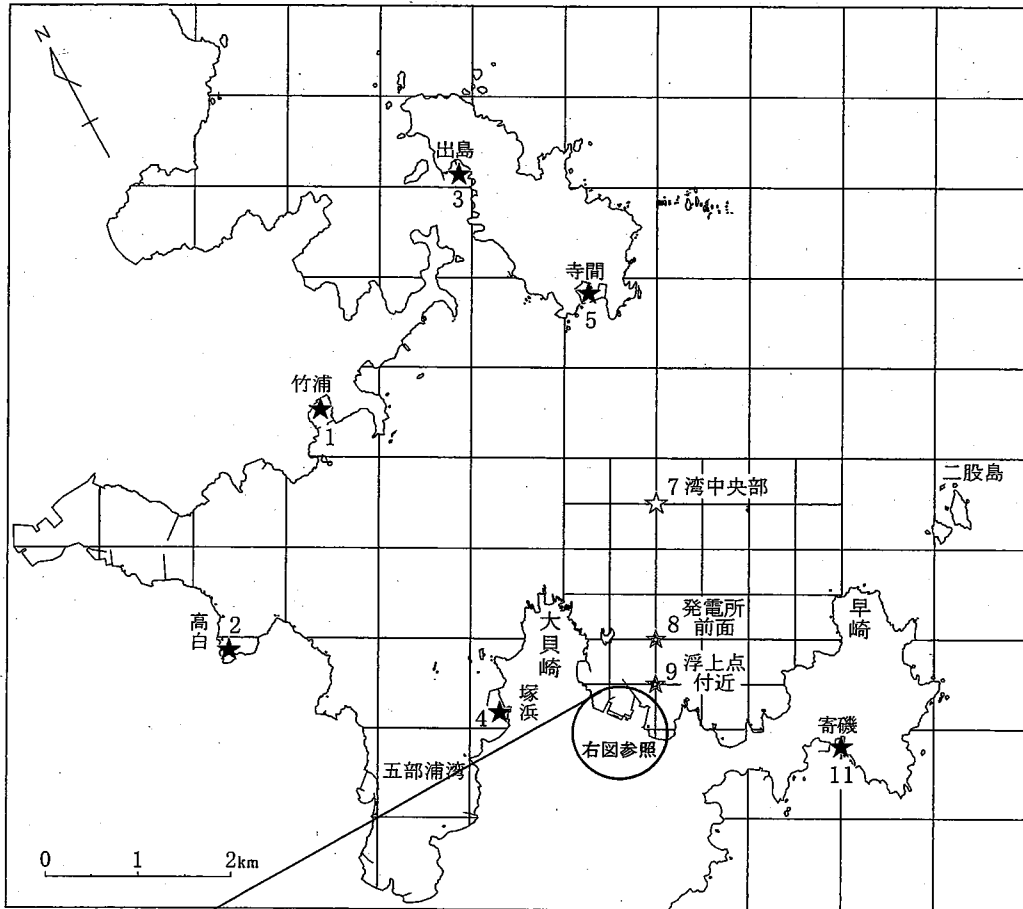 N
出島
3
寺間
5
竹浦
1
7 湾中央部
二股島
高白
2
大貝崎
8 発電所
前面
早崎
9 浮上点
付近
4
塚浜
右図参照
寄磯
11
五部浦湾
0 1 2km